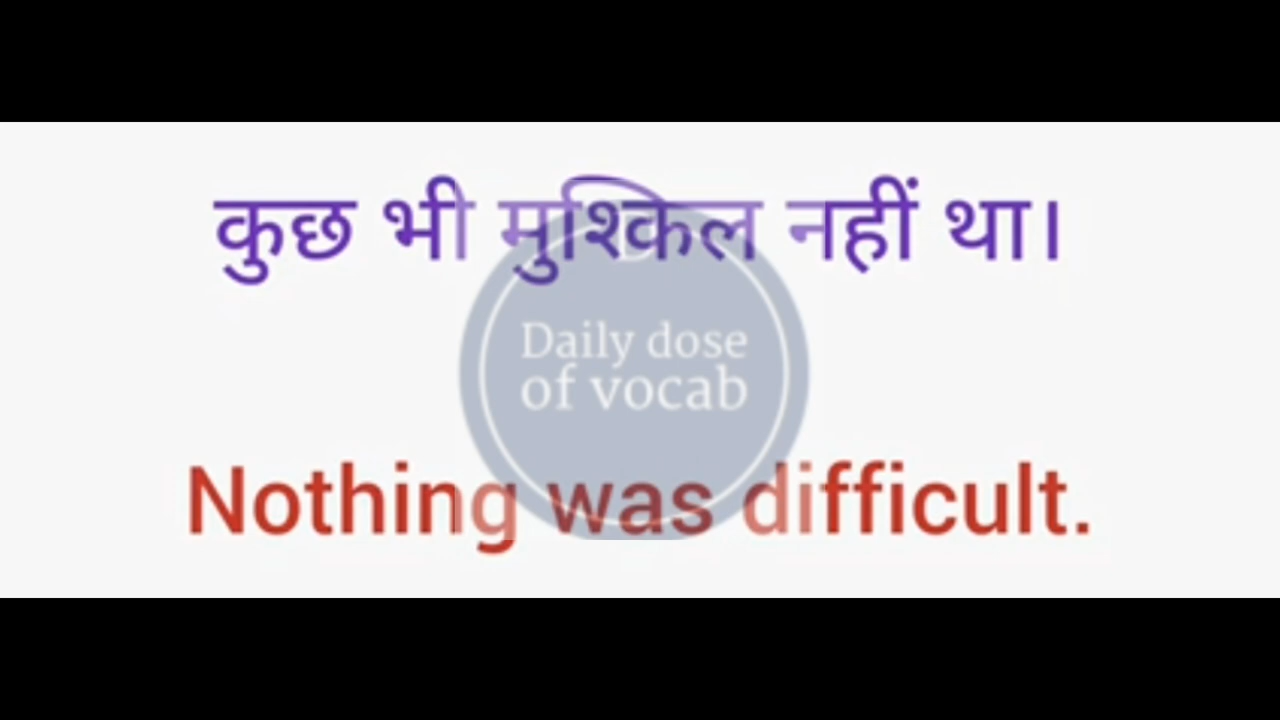 कुछ भी मुश्किल नहीं था।
Daily dose
of vocab
Nothing was difficult.